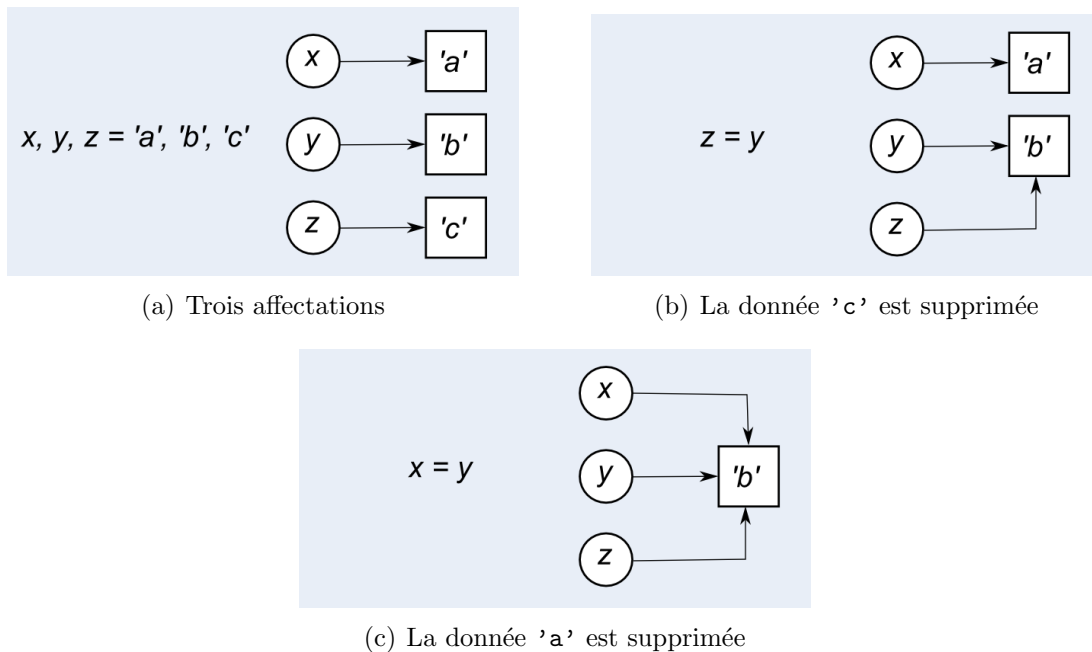 x 'a'
x, y, z = 'a', 'b', 'c' y 'b'
z 'c'
(a) Trois affectations
x 'a'
z = y y 'b'
z
(b) La donnée 'c' est supprimée
x
x = y y 'b'
z
(c) La donnée 'a' est supprimée